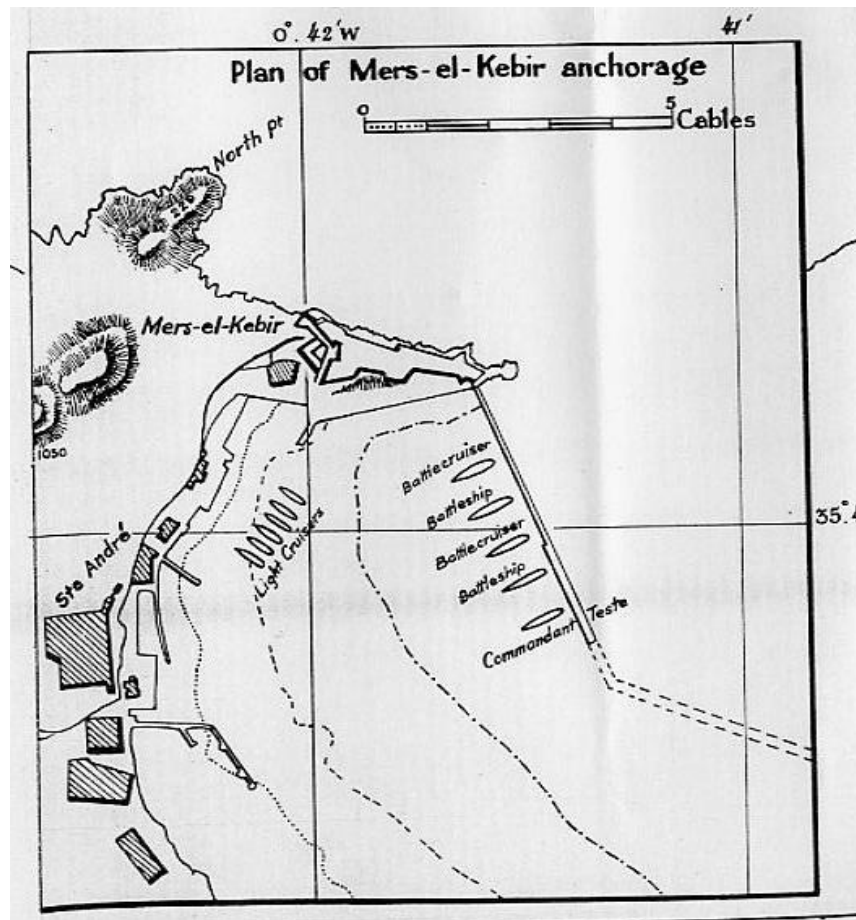 0°. 42'W
41'
Plan of Mers-el-Kebir anchorage
0
5
Cables
North Pt
226
Mers-el-Kebir
1050
Battlecruiser
Battleship
35°
Battlecruiser
Light Cruisers
Battleship
Ste André
Commandant Teste